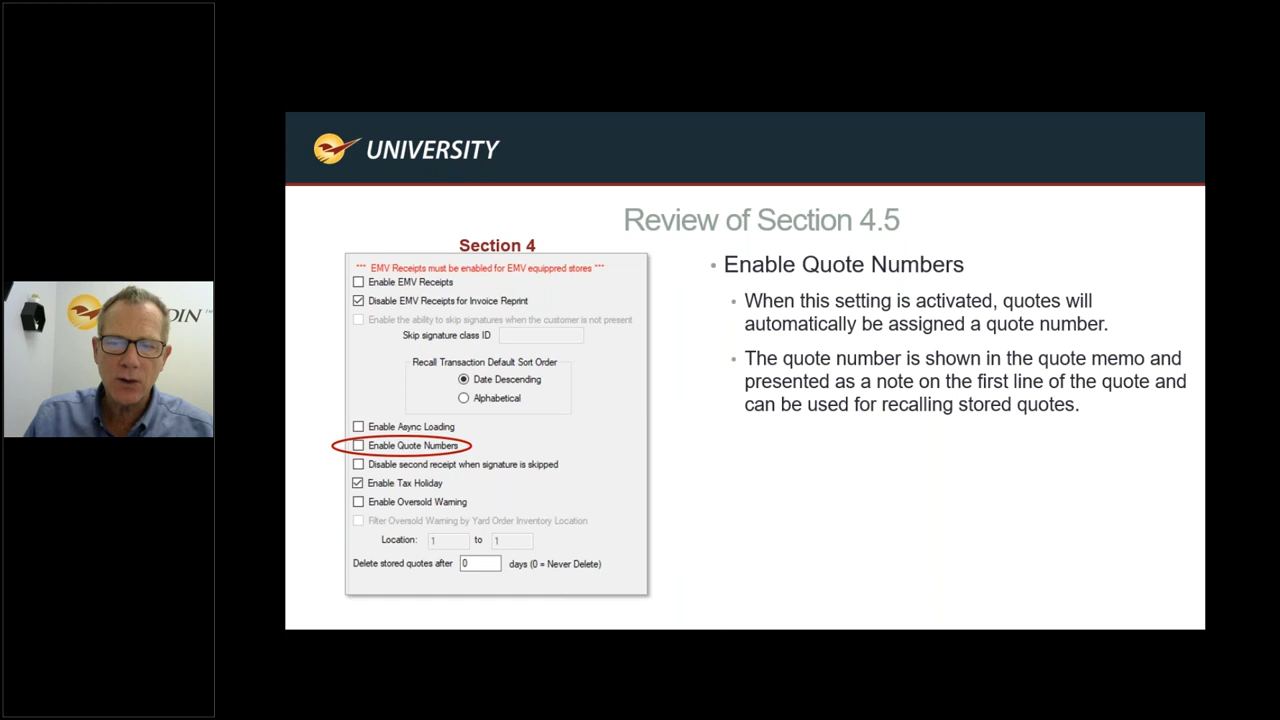 UNIVERSITY
Review of Section 4.5
Section 4
*** EMV Receipts must be enabled for EMV equippred stores ***
Enable EMV Receipts
Disable EMV Receipts for Invoice Reprint
Enable the ability to skip signatures when the customer is not present
Skip signature class ID
Recall Transaction Default Sort Order
Date Descending
Alphabetical
Enable Async Loading
Enable Quote Numbers
Disable second receipt when signature is skipped
Enable Tax Holiday
Enable Oversold Warning
Filter Oversold Warning by Yard Order Inventory Location
Location: 1 to 1
Delete stored quotes after 0 days (0 = Never Delete)
• Enable Quote Numbers
• When this setting is activated, quotes will
automatically be assigned a quote number.
• The quote number is shown in the quote memo and
presented as a note on the first line of the quote and
can be used for recalling stored quotes.
DIN